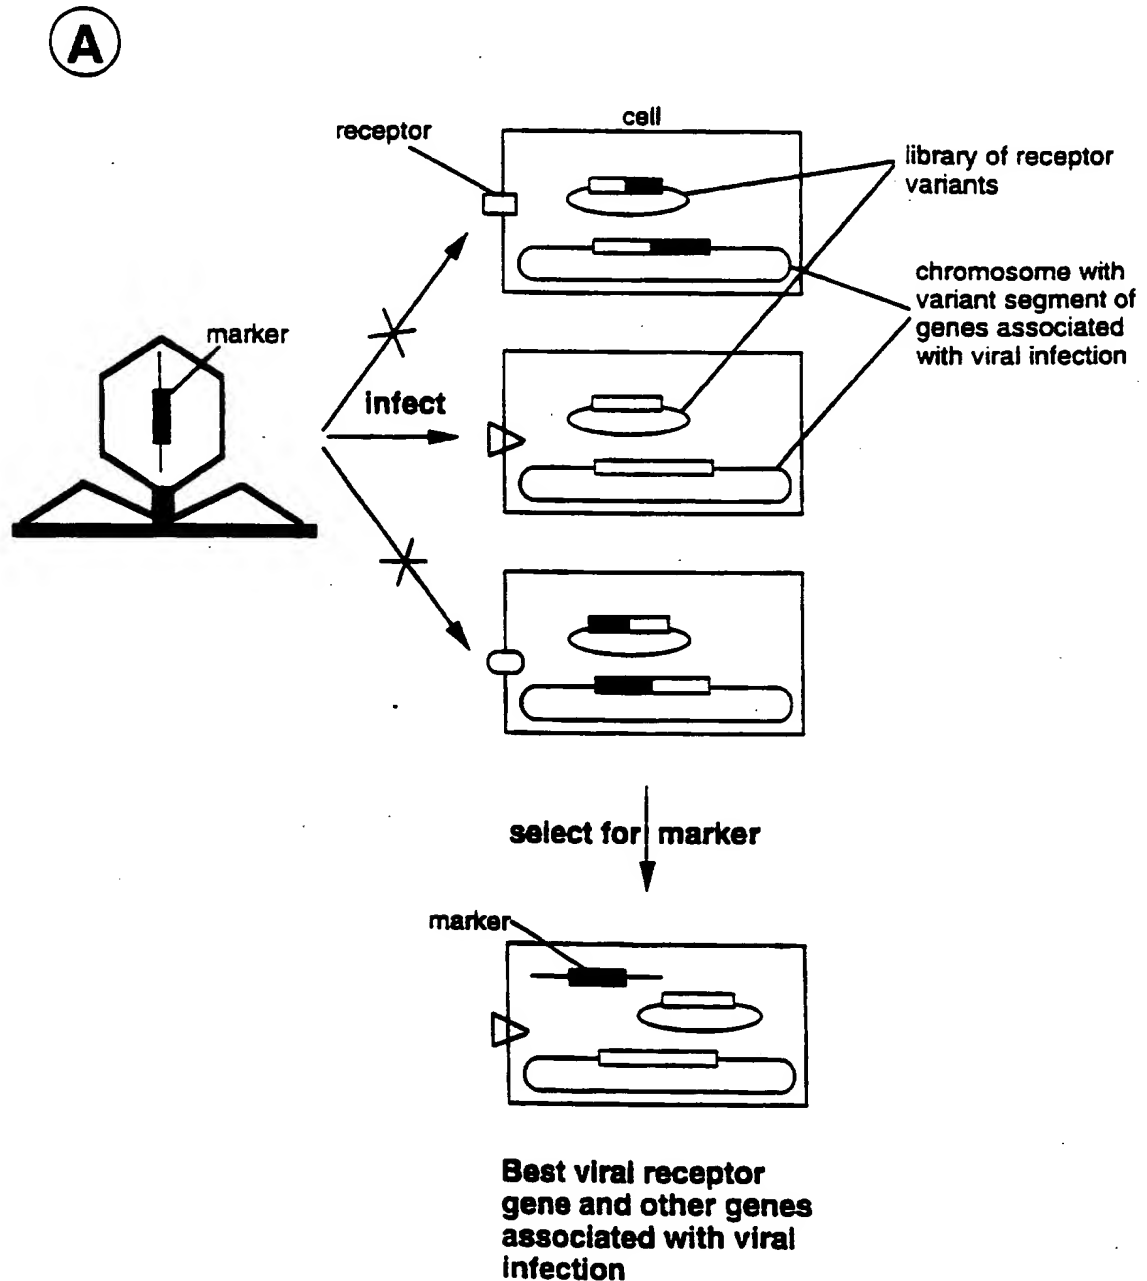 A
cell
receptor
library of receptor
variants
chromosome with
variant segment of
genes associated
with viral infection
marker
infect
select for marker
marker
Best viral receptor
gene and other genes
associated with viral
infection